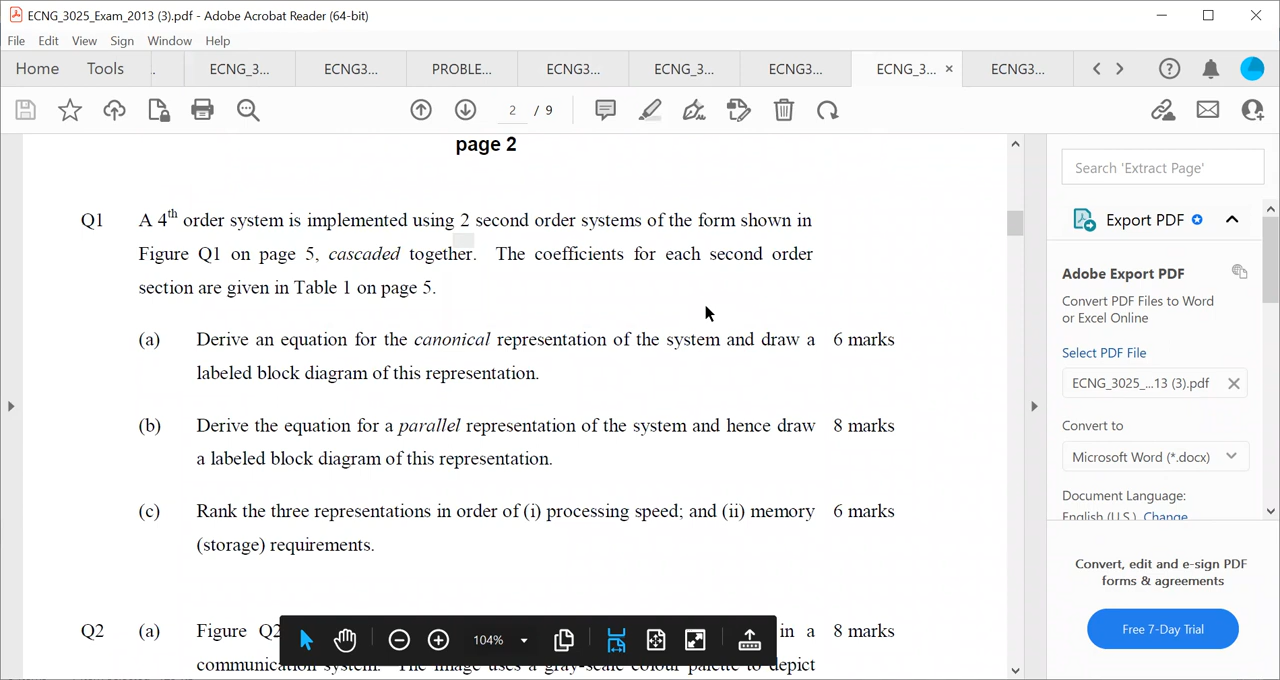 ECNG_3025_Exam_2013 (3).pdf - Adobe Acrobat Reader (64-bit)
File Edit View Sign Window Help
Home Tools . ECNG_3... ECNG3... PROBLE... ECNG3... ECNG_3... ECNG3... ECNG_3... × ECNG3...
2 / 9
page 2
Search 'Extract Page'
Q1 A 4th order system is implemented using 2 second order systems of the form shown in
Figure Q1 on page 5, cascaded together. The coefficients for each second order
section are given in Table 1 on page 5.
(a) Derive an equation for the canonical representation of the system and draw a 6 marks
labeled block diagram of this representation.
(b) Derive the equation for a parallel representation of the system and hence draw 8 marks
a labeled block diagram of this representation.
(c) Rank the three representations in order of (i) processing speed; and (ii) memory 6 marks
(storage) requirements.
Q2 (a) Figure Q2 in a 8 marks
communication system. The image uses a gray-scale colour palette to depict
104%
Export PDF
Adobe Export PDF
Convert PDF Files to Word
or Excel Online
Select PDF File
ECNG_3025_...13 (3).pdf
Convert to
Microsoft Word (*.docx)
Document Language:
English (U.S.) Change
Convert, edit and e-sign PDF
forms & agreements
Free 7-Day Trial